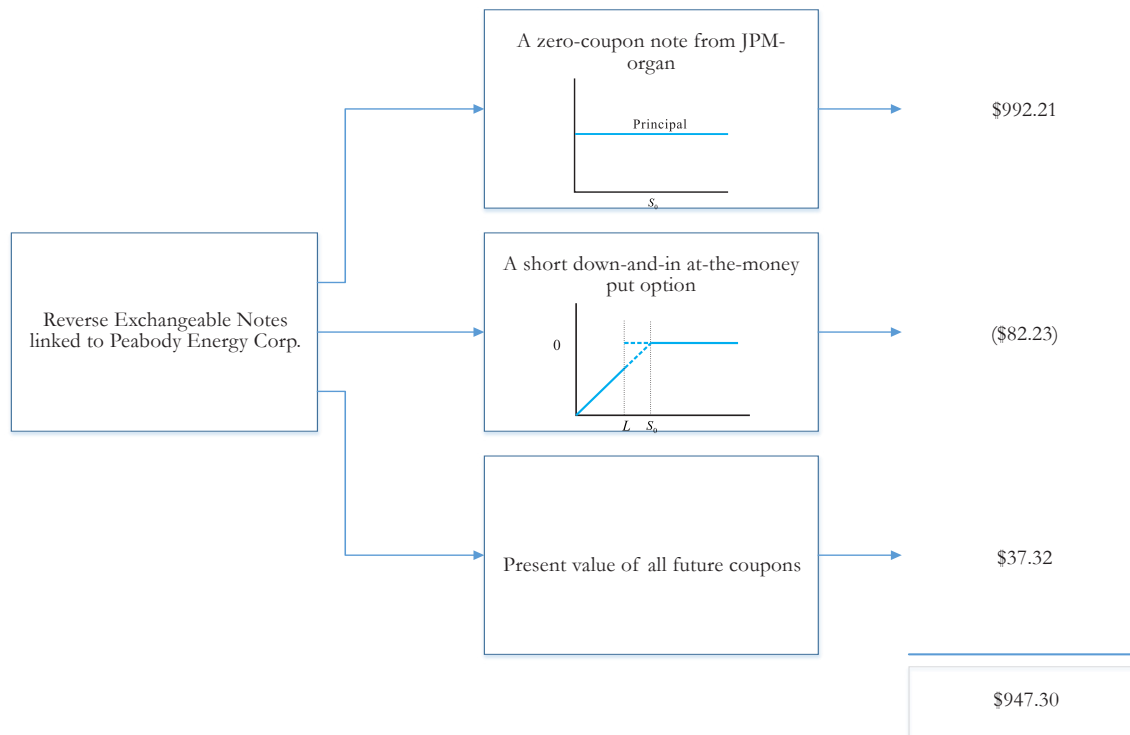 A zero-coupon note from JPM-
organ
Principal
S₀
$992.21
Reverse Exchangeable Notes
linked to Peabody Energy Corp.
A short down-and-in at-the-money
put option
0
L S₀
($82.23)
Present value of all future coupons
$37.32
$947.30